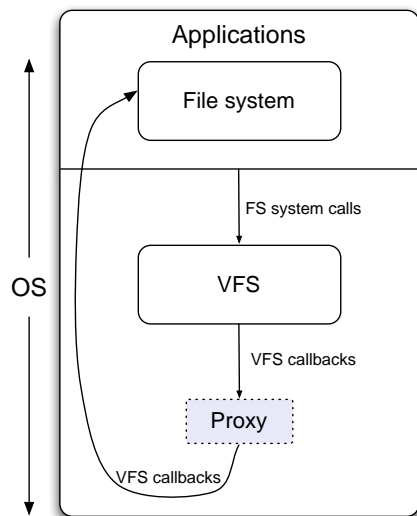 Applications
File system
FS system calls
OS
VFS
VFS callbacks
Proxy
VFS callbacks